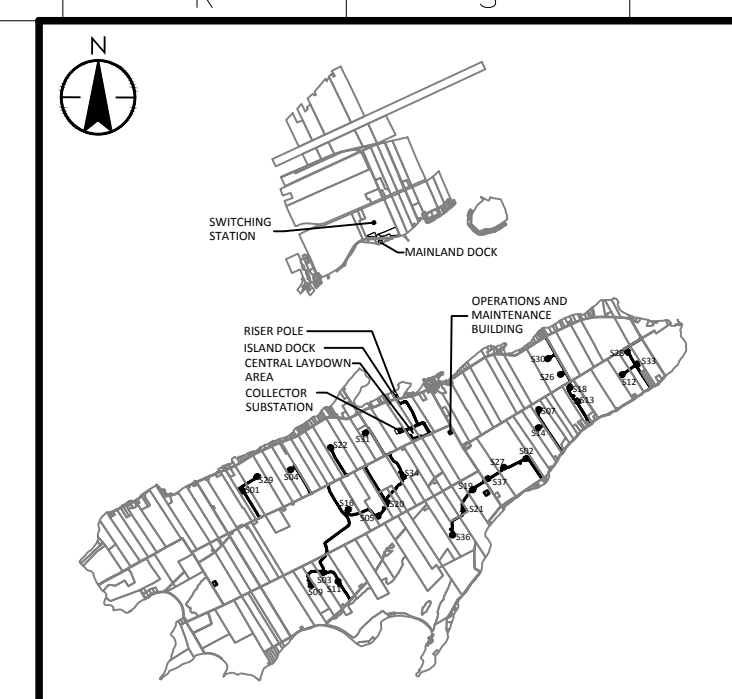 N
SWITCHING
STATION
MAINLAND DOCK
OPERATIONS AND
MAINTENANCE
BUILDING
RISER POLE
ISLAND DOCK
CENTRAL LAYDOWN
AREA
COLLECTOR
SUBSTATION
S30
S28
S33
S26
S12
S18
S13
S07
S14
S31
S22
S02
S27
S04
S29
S34
S37
S01
S19
S20
S21
S16
S05
S36
S03
S09
S11